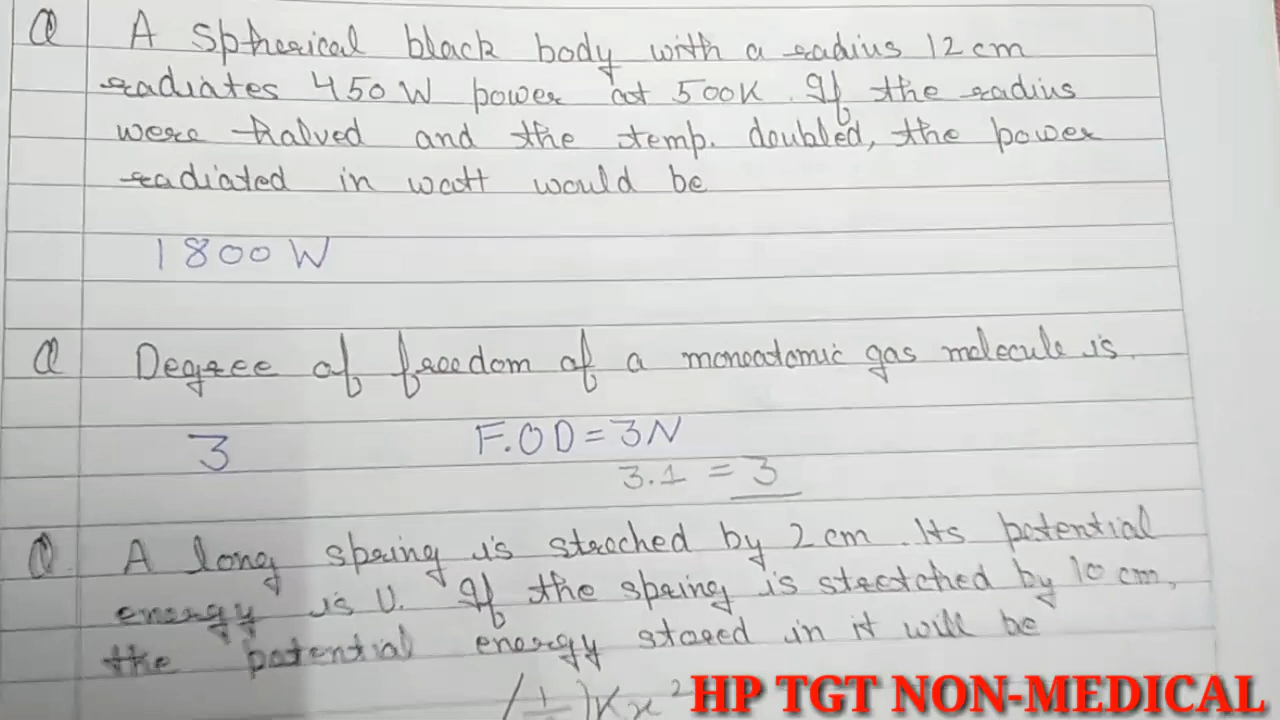 Q A Spherical black body with a radius 12 cm
radiates 450 W power at 500K. If the radius
were halved and the temp. doubled, the power
radiated in watt would be
1800 W
Q Degree of freedom of a monoatomic gas molecule is.
3 F.OD = 3N
3.1 = 3
Q. A long spring is streched by 2 cm. Its potential
energy is U. If the spring is stretched by 10 cm,
the potential energy stored in it will be
(1/ )Kx²
HP TGT NON-MEDICAL